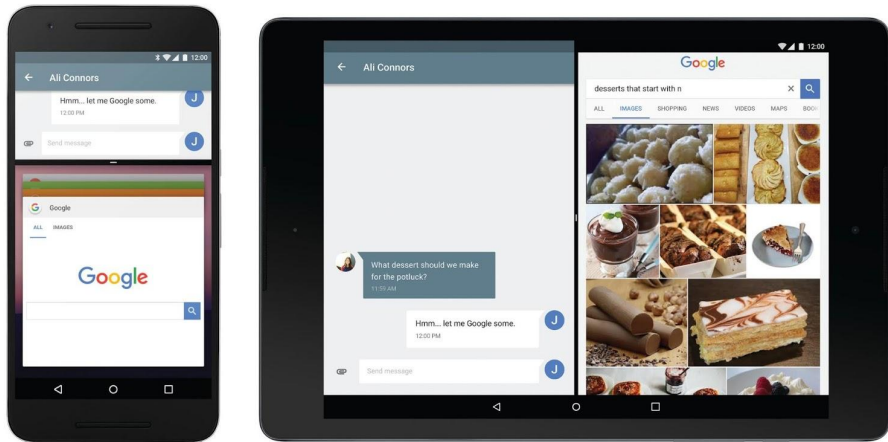 12:00
Ali Connors
Hmm... let me Google some.
12:00 PM
J
Send message
J
Google
ALL IMAGES
Google
12:00
Ali Connors
What dessert should we make
for the potluck?
11:59 AM
Hmm... let me Google some.
12:00 PM
J
Send message
J
Google
desserts that start with n
ALL IMAGES SHOPPING NEWS VIDEOS MAPS